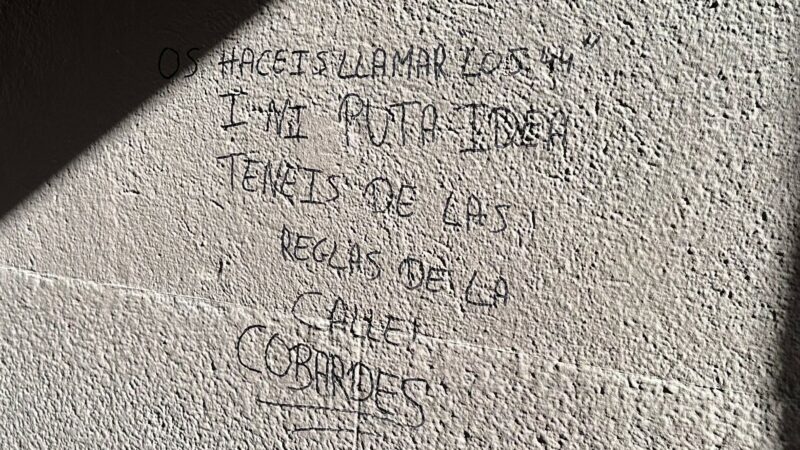 OS HACEIS LLAMAR "LOS 44"
I NI PUTA IDEA
TENEIS DE LAS
REGLAS DE LA
CALLE!
COBARDES